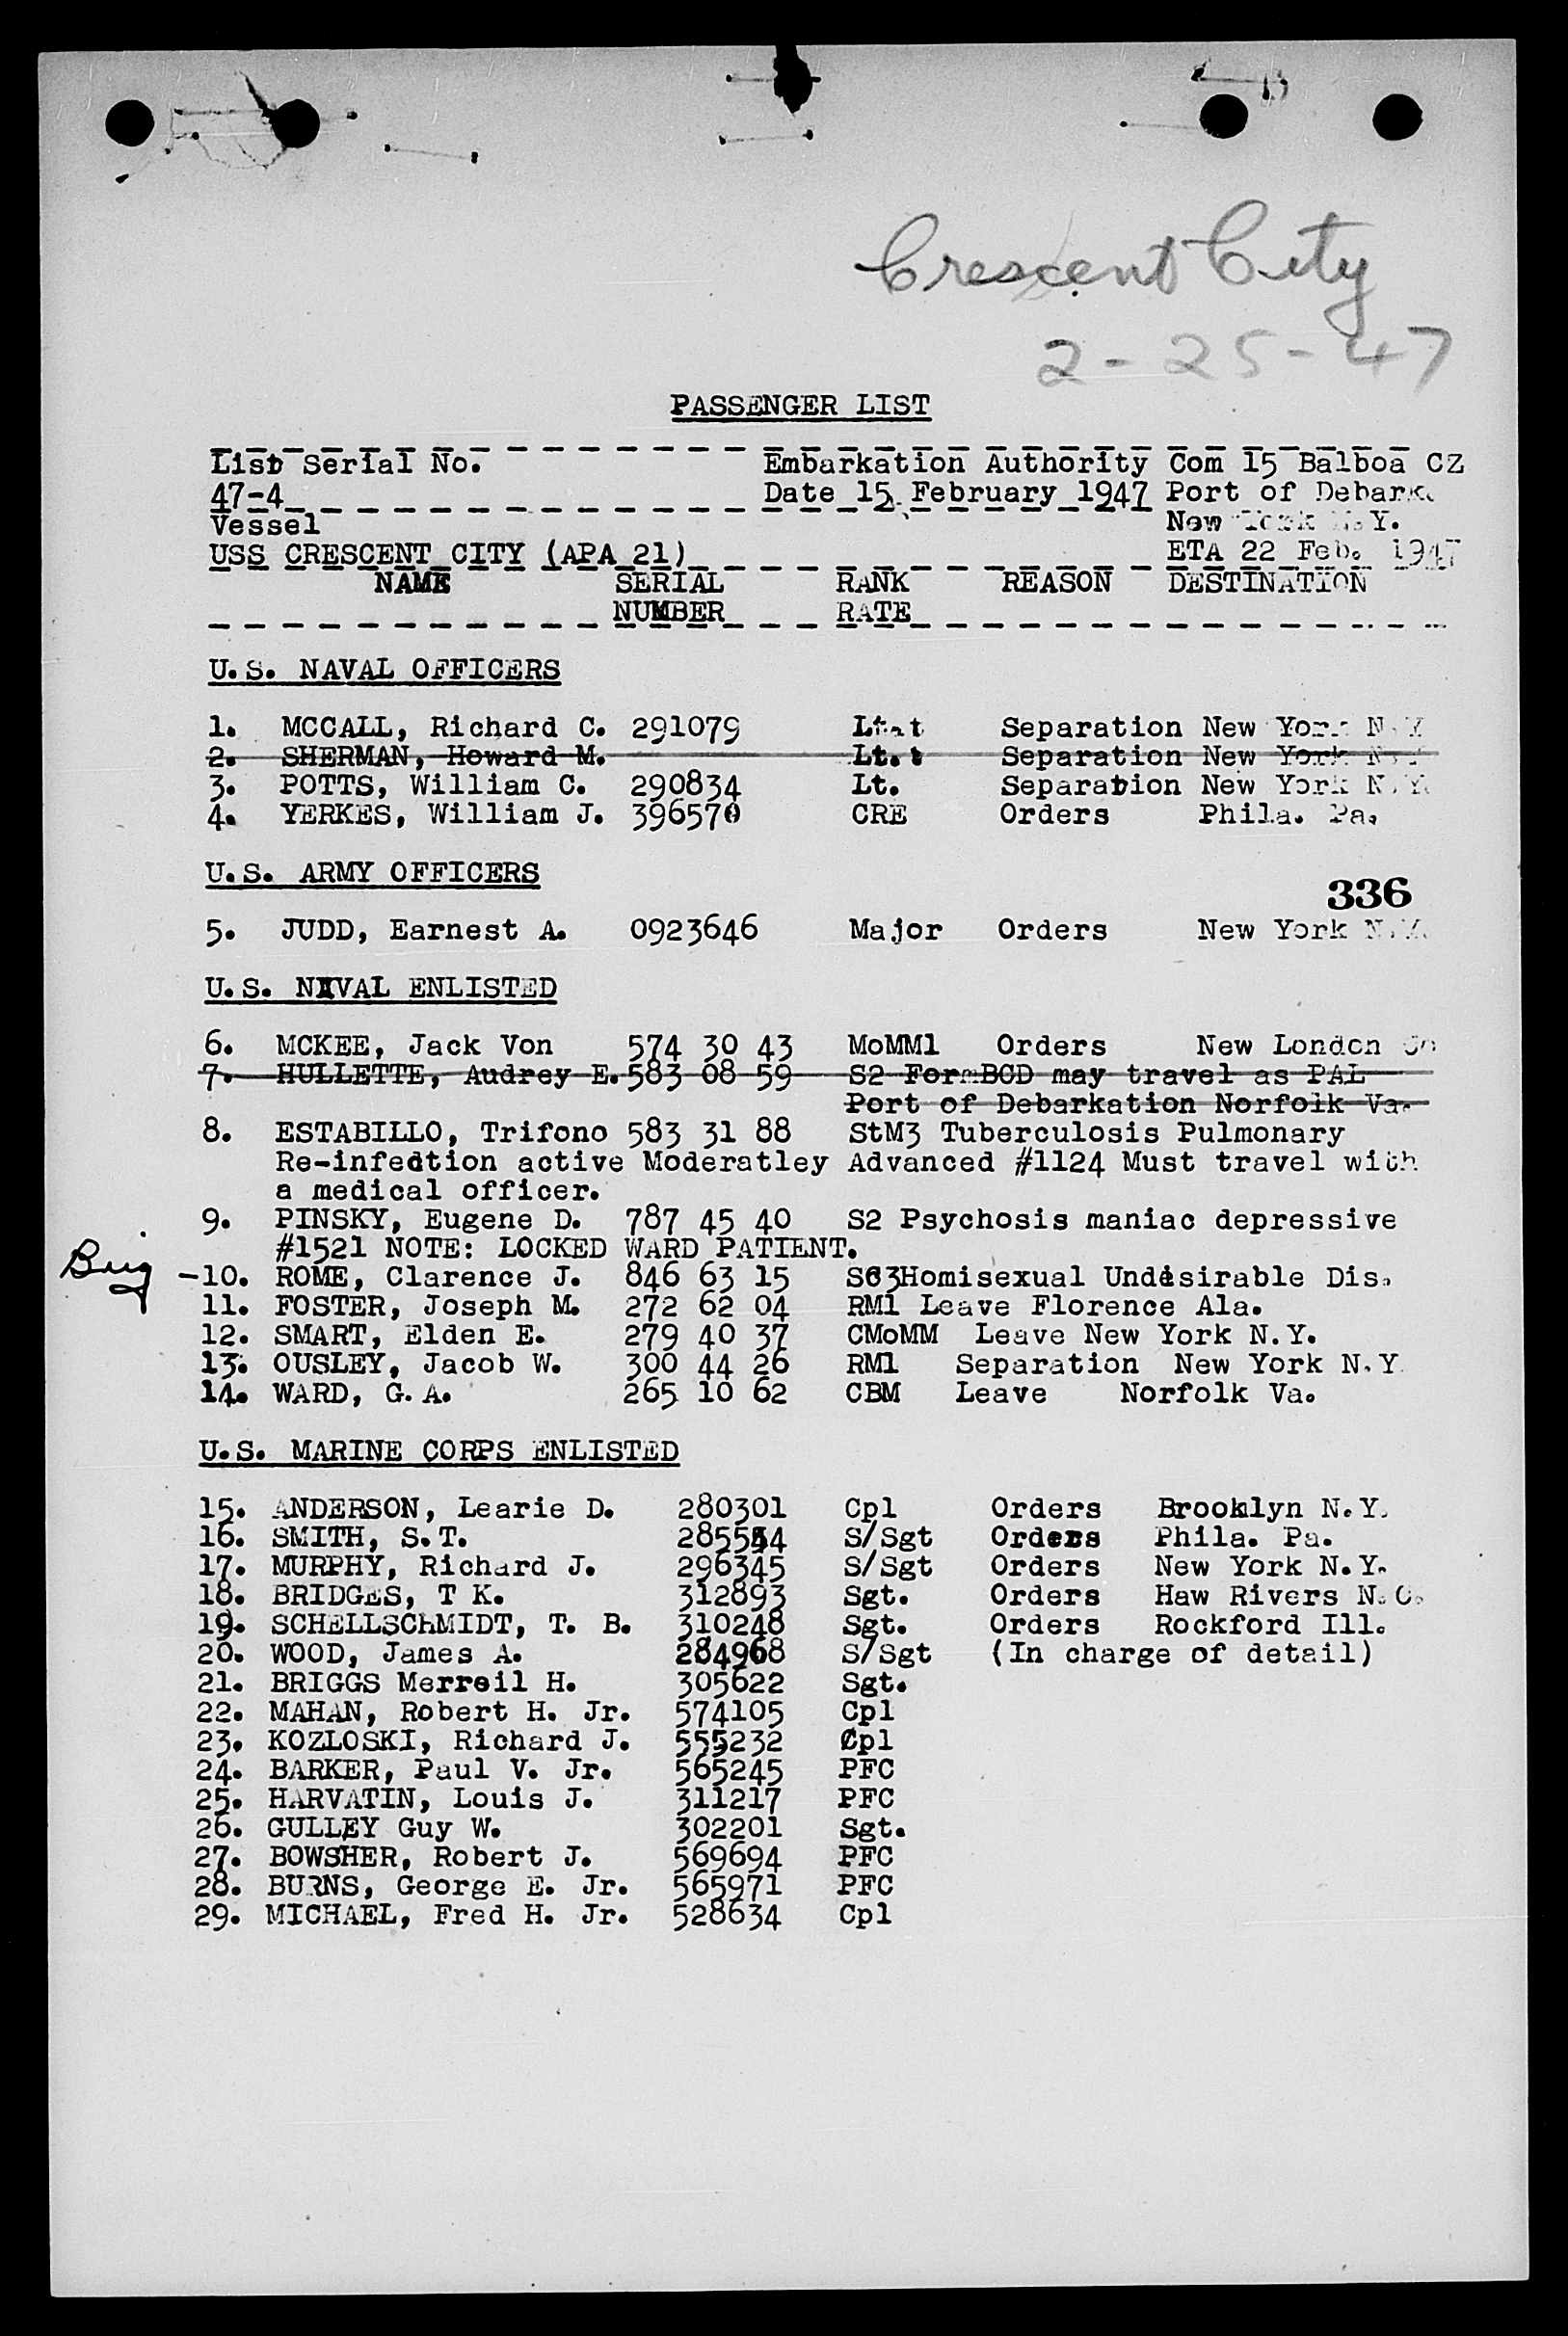 Crescent City
2-25-47
PASSENGER LIST
List Serial No. Embarkation Authority Com 15 Balboa CZ
47-4 Date 15 February 1947 Port of Debark.
Vessel New York N.Y.
USS CRESCENT CITY (APA 21) ETA 22 Feb. 1947
NAME SERIAL RANK REASON DESTINATION
NUMBER RATE
U.S. NAVAL OFFICERS
1. MCCALL, Richard C. 291079 Separation New York N.Y.
2. SHERMAN, Howard M. Lt. Separation New York N.Y.
3. POTTS, William C. 290834 Lt. Separation New York N.Y.
4. YERKES, William J. 396570 CRE Orders Phila. Pa.
U.S. ARMY OFFICERS
336
5. JUDD, Earnest A. 0923646 Major Orders New York N.Y.
U.S. NAVAL ENLISTED
6. MCKEE, Jack Von 574 30 43 MoMM1 Orders New London
7. HULLETTE, Audrey E. 583 08 59 S2 Form BCD may travel as PAL
Port of Debarkation Norfolk Va.
8. ESTABILLO, Trifono 583 31 88 StM3 Tuberculosis Pulmonary
Re-infedtion active Moderatley Advanced #1124 Must travel with
a medical officer.
9. PINSKY, Eugene D. 787 45 40 S2 Psychosis maniac depressive
#1521 NOTE: LOCKED WARD PATIENT.
Brig -10. ROME, Clarence J. 846 63 15 SC3Homisexual Undesirable Dis.
11. FOSTER, Joseph M. 272 62 04 RM1 Leave Florence Ala.
12. SMART, Elden E. 279 40 37 CMoMM Leave New York N.Y.
13. OUSLEY, Jacob W. 300 44 26 RM1 Separation New York N.Y.
14. WARD, G.A. 265 10 62 CBM Leave Norfolk Va.
U.S. MARINE CORPS ENLISTED
15. ANDERSON, Learie D. 280301 Cpl Orders Brooklyn N.Y.
16. SMITH, S.T. S/Sgt Orders Phila. Pa.
17. MURPHY, Richard J. 296345 S/Sgt Orders New York N.Y.
18. BRIDGES, T K. 312893 Sgt. Orders Haw Rivers N.C.
19. SCHELLSCHMIDT, T. B. 310248 Sgt. Orders Rockford Ill.
20. WOOD, James A. 284968 S/Sgt (In charge of detail)
21. BRIGGS Merreil H. 305622 Sgt.
22. MAHAN, Robert H. Jr. 574105 Cpl
23. KOZLOSKI, Richard J. 555232 Cpl
24. BARKER, Paul V. Jr. 565245 PFC
25. HARVATIN, Louis J. 311217 PFC
26. GULLEY Guy W. 302201 Sgt.
27. BOWSHER, Robert J. 569694 PFC
28. BURNS, George E. Jr. 565971 PFC
29. MICHAEL, Fred H. Jr. 528634 Cpl